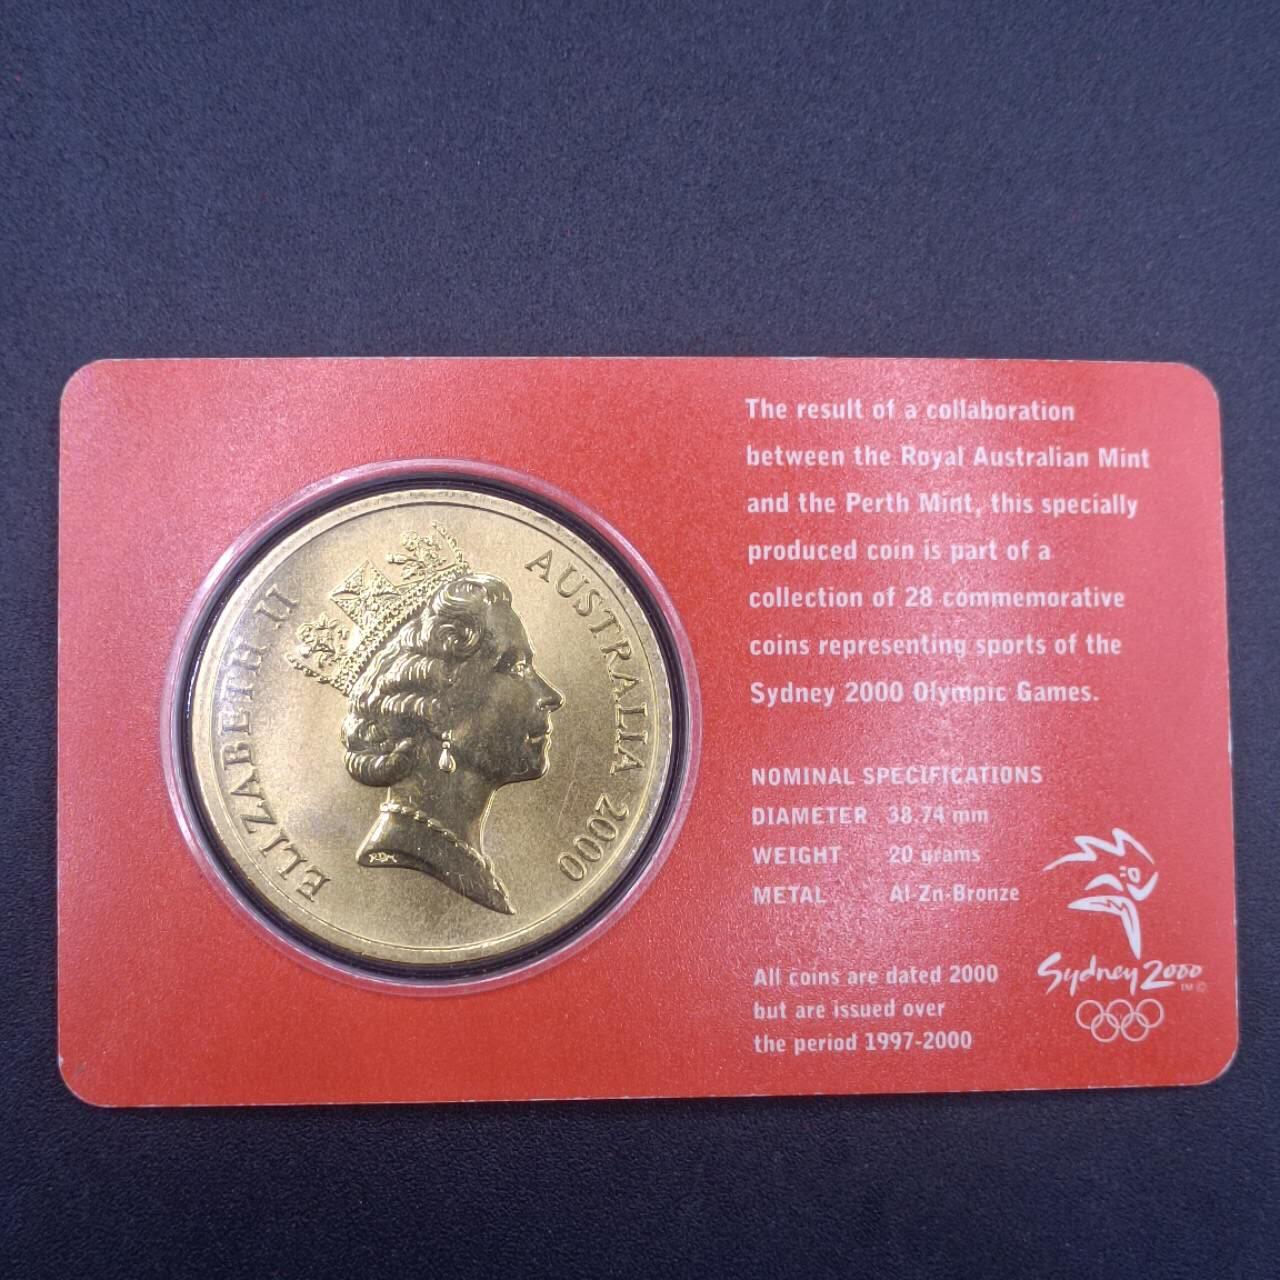 ELIZABETH II
AUSTRALIA 2000
RDM
The result of a collaboration
between the Royal Australian Mint
and the Perth Mint, this specially
produced coin is part of a
collection of 28 commemorative
coins representing sports of the
Sydney 2000 Olympic Games.
NOMINAL SPECIFICATIONS
DIAMETER 38.74 mm
WEIGHT 20 grams
METAL Al-Zn-Bronze
All coins are dated 2000
but are issued over
the period 1997-2000
Sydney 2000
TM ©